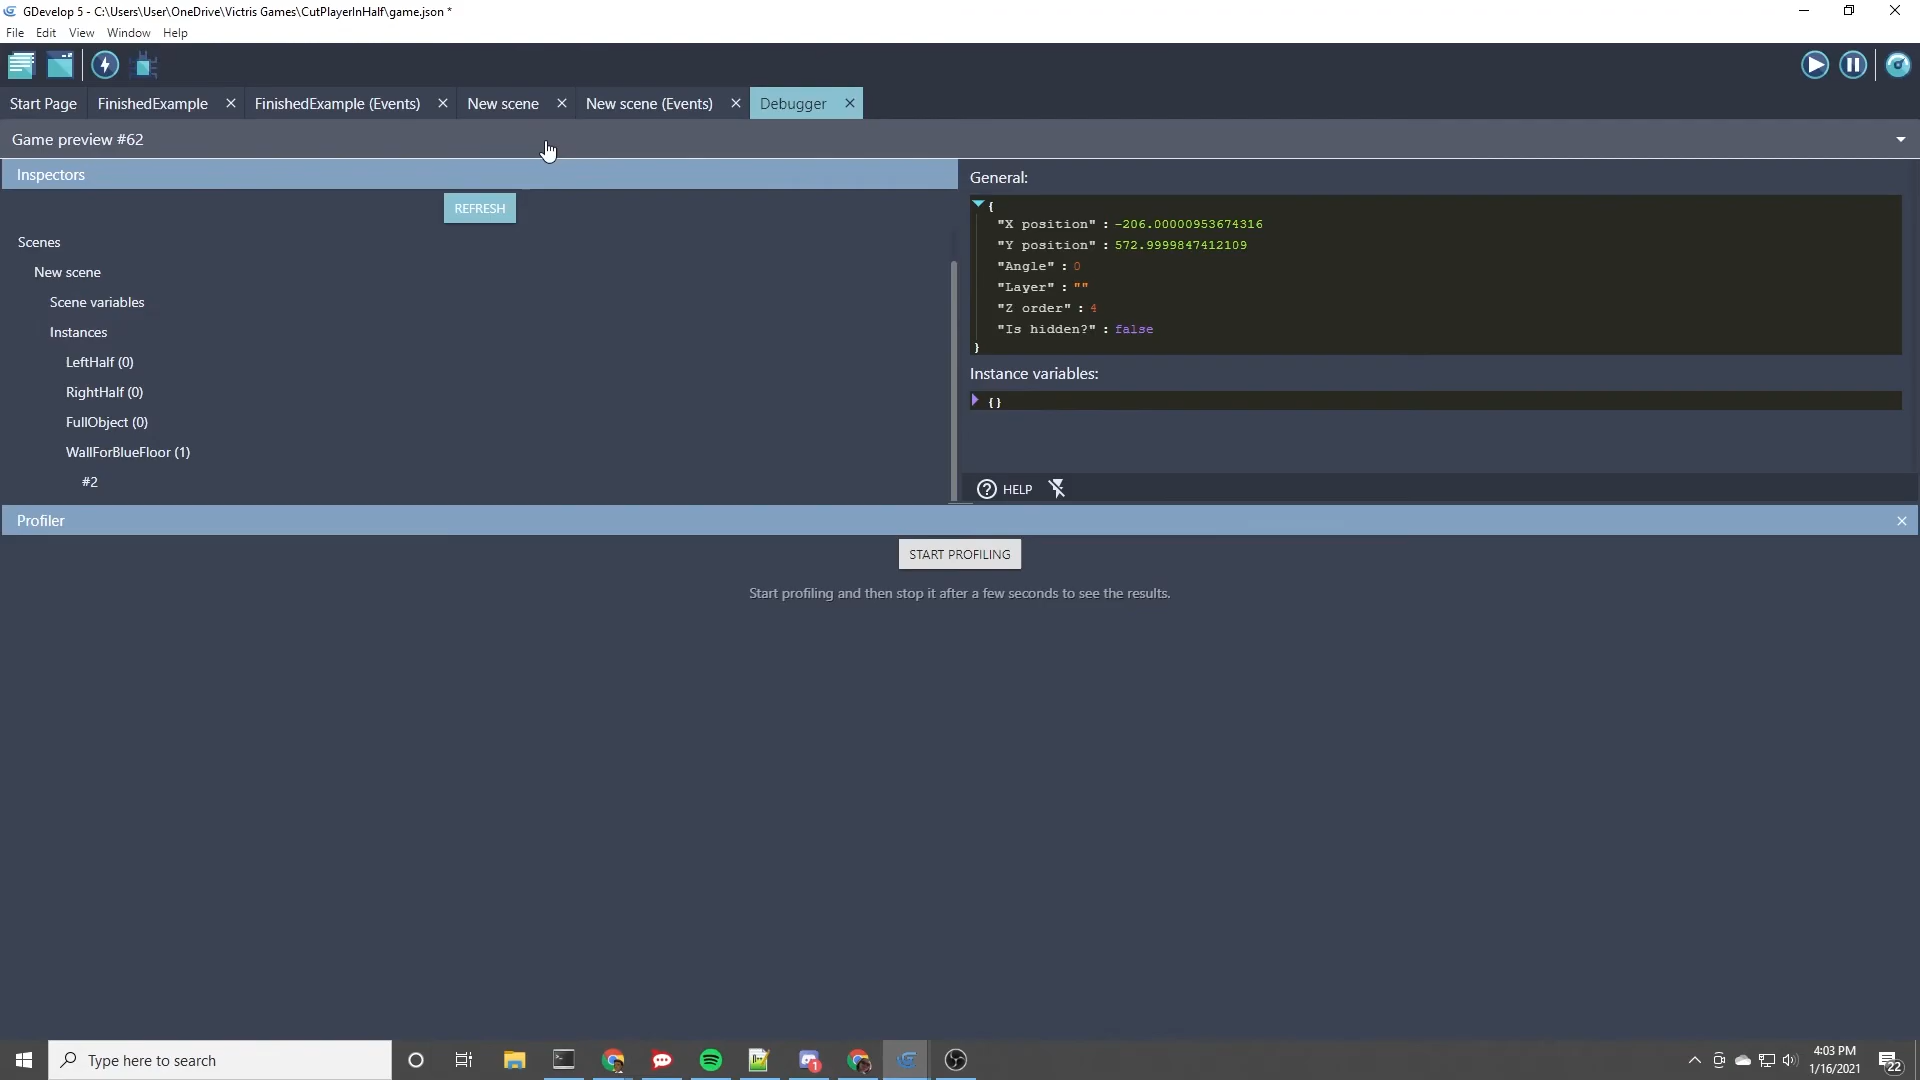 GDevelop 5 - C:\Users\User\OneDrive\Victris Games\CutPlayerInHalf\game.json *
File Edit View Window Help
Start Page FinishedExample × FinishedExample (Events) × New scene × New scene (Events) × Debugger ×
Game preview #62
Inspectors
REFRESH
Scenes
New scene
Scene variables
Instances
LeftHalf (0)
RightHalf (0)
FullObject (0)
WallForBlueFloor (1)
#2
General:
{
"X position" : -206.00000953674316
"Y position" : 572.9999847412109
"Angle" : 0
"Layer" : ""
"Z order" : 4
"Is hidden?" : false
}
Instance variables:
{}
HELP
Profiler
START PROFILING
Start profiling and then stop it after a few seconds to see the results.
Type here to search
1
4:03 PM
1/16/2021
22